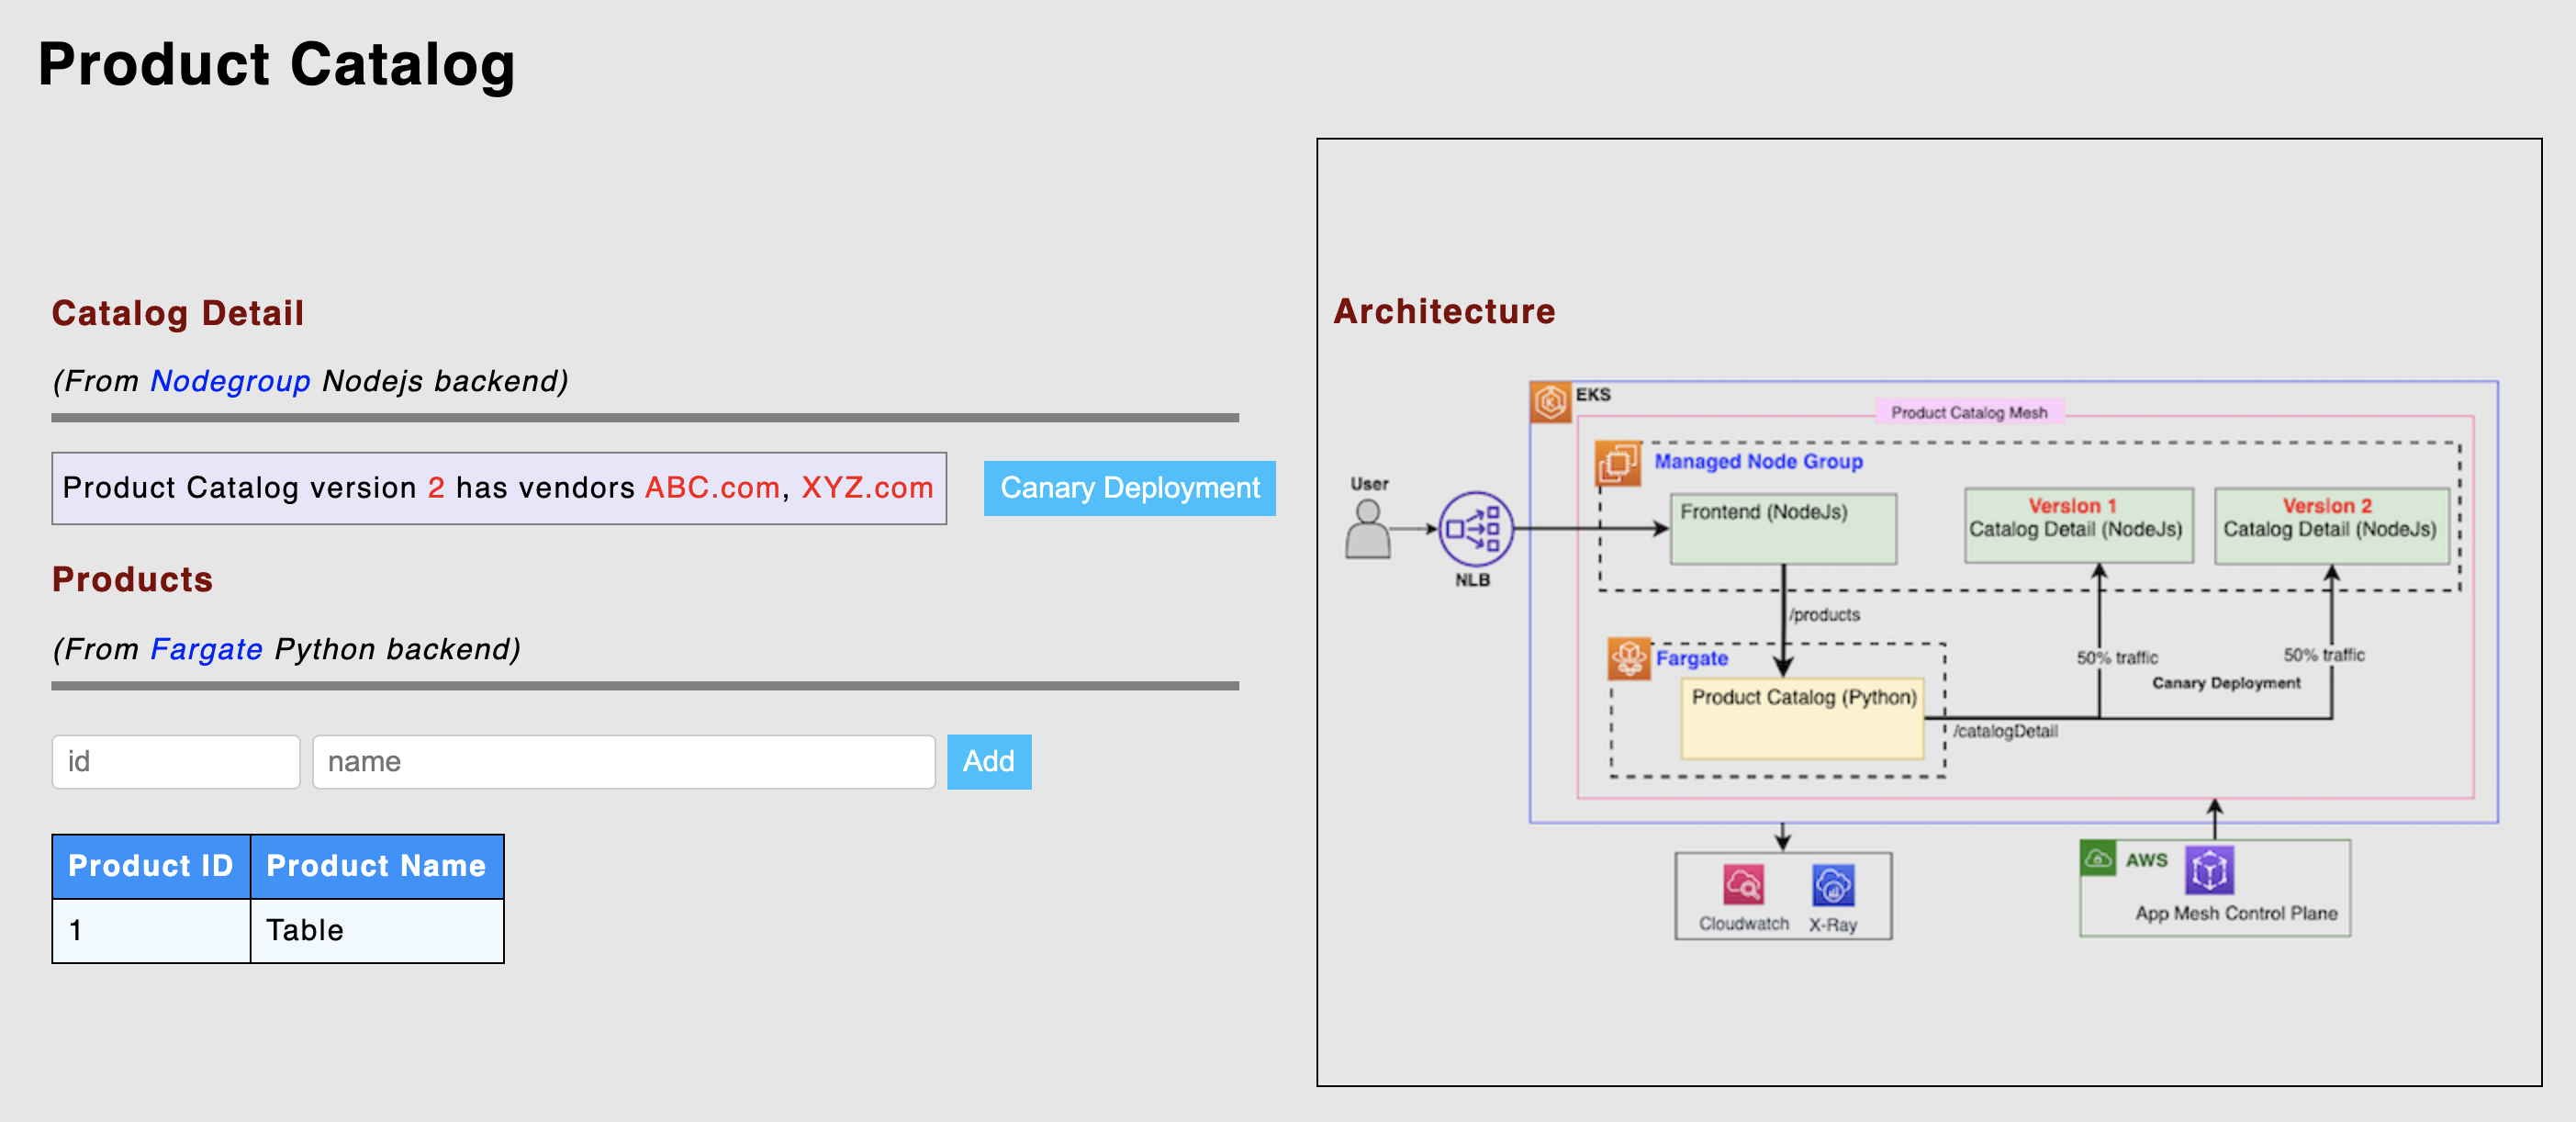 Product Catalog
Catalog Detail
(From Nodegroup Nodejs backend)
Product Catalog version 2 has vendors ABC.com, XYZ.com
Canary Deployment
Products
(From Fargate Python backend)
id
name
Add
Product ID
Product Name
1
Table
Architecture
EKS
Product Catalog Mesh
Managed Node Group
User
NLB
Frontend (NodeJs)
Version 1
Catalog Detail (NodeJs)
Version 2
Catalog Detail (NodeJs)
/products
Fargate
Product Catalog (Python)
50% traffic
50% traffic
Canary Deployment
/catalogDetail
Cloudwatch
X-Ray
AWS
App Mesh Control Plane